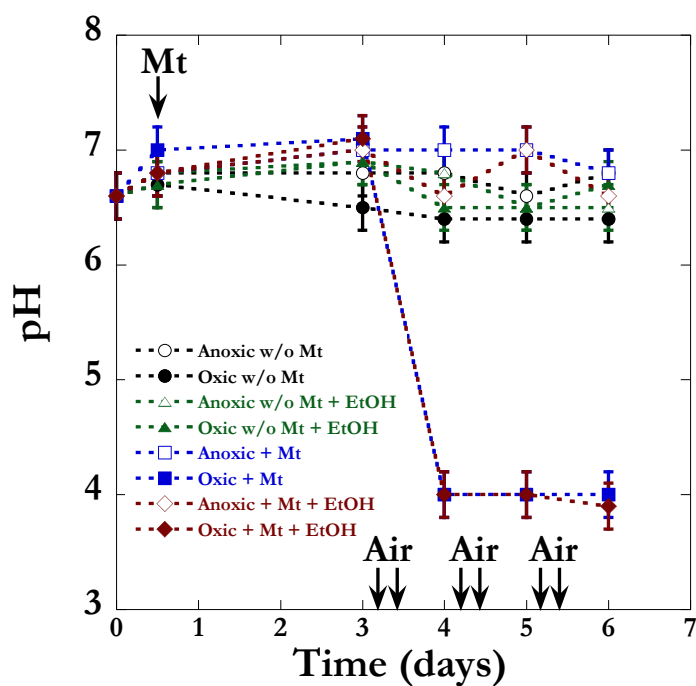 8
Mt
7
6
pH
Anoxic w/o Mt
Oxic w/o Mt
5
Anoxic w/o Mt + EtOH
Oxic w/o Mt + EtOH
Anoxic + Mt
Oxic + Mt
4
Anoxic + Mt + EtOH
Oxic + Mt + EtOH
Air Air Air
3
0 1 2 3 4 5 6 7
Time (days)